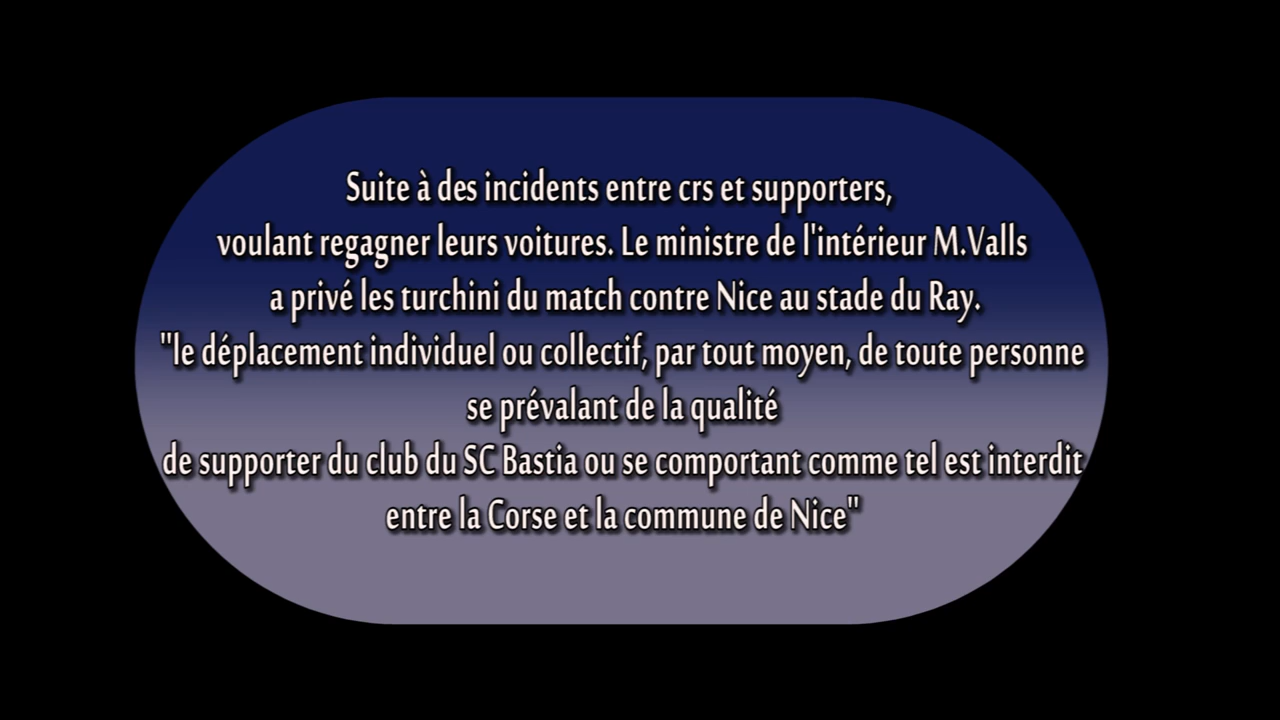 Suite à des incidents entre crs et supporters,
voulant regagner leurs voitures. Le ministre de l'intérieur M.Valls
a privé les turchini du match contre Nice au stade du Ray.
"le déplacement individuel ou collectif, par tout moyen, de toute personne
se prévalant de la qualité
de supporter du club du SC Bastia ou se comportant comme tel est interdit
entre la Corse et la commune de Nice"